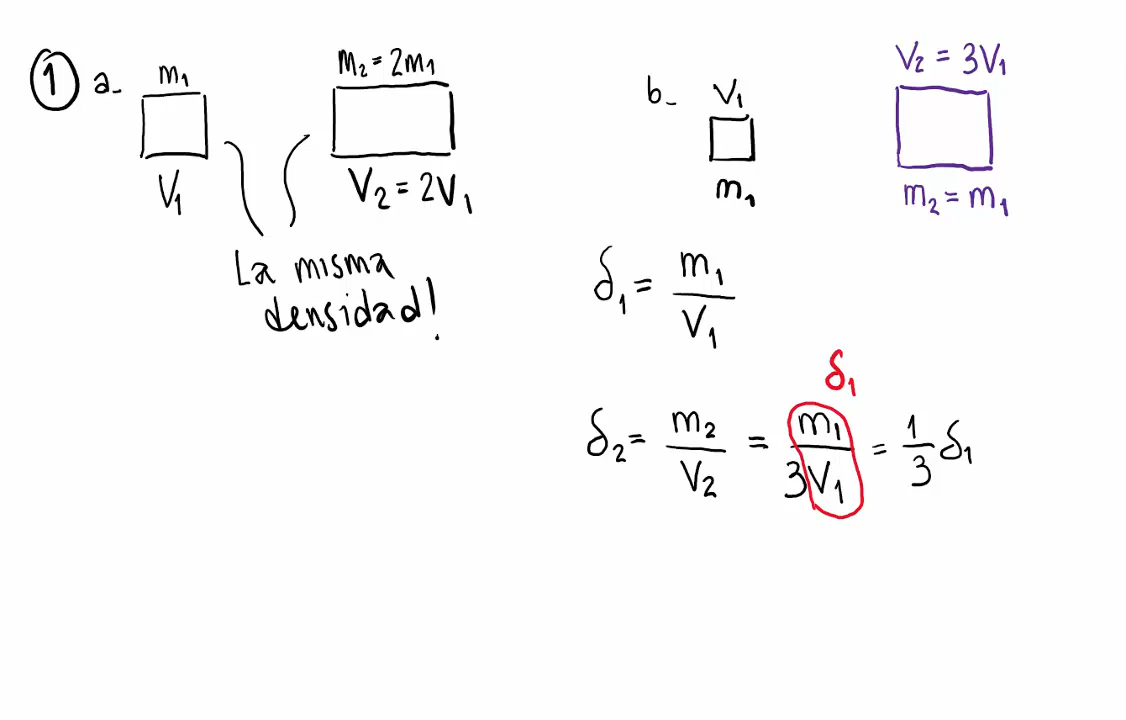 ① a- m₁ m₂ = 2m₁
V₁ V₂ = 2V₁
La misma
densidad!
b- V₁ V₂ = 3V₁
m₁ m₂ = m₁
δ₁ = m₁/V₁
δ₁
δ₂ = m₂/V₂ = m₁/3V₁ = 1/3 δ₁